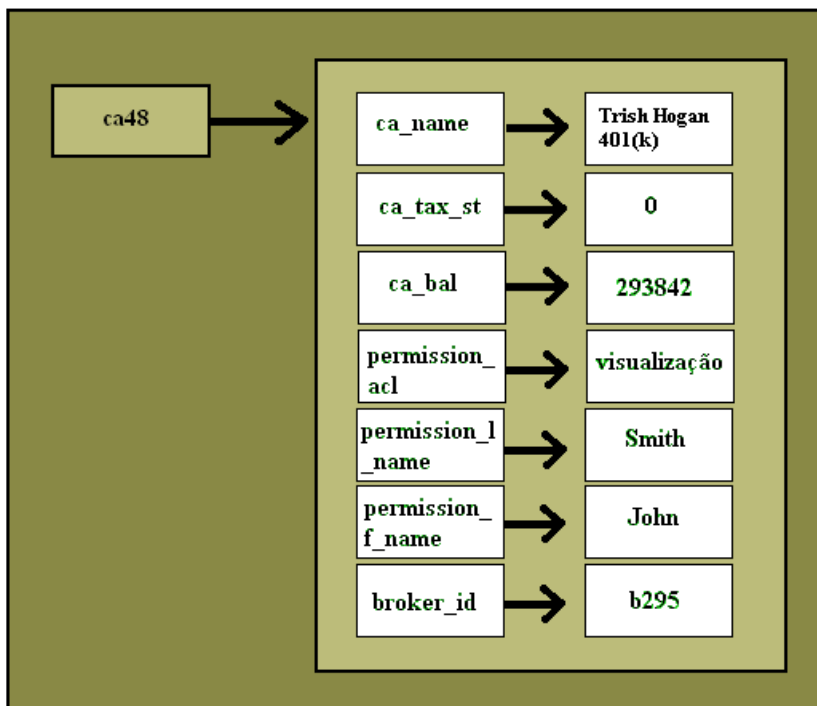 ca48
ca_name
Trish Hogan
401(k)
ca_tax_st
0
ca_bal
293842
permission_
acl
visualização
permission_l
_name
Smith
permission_
f_name
John
broker_id
b295